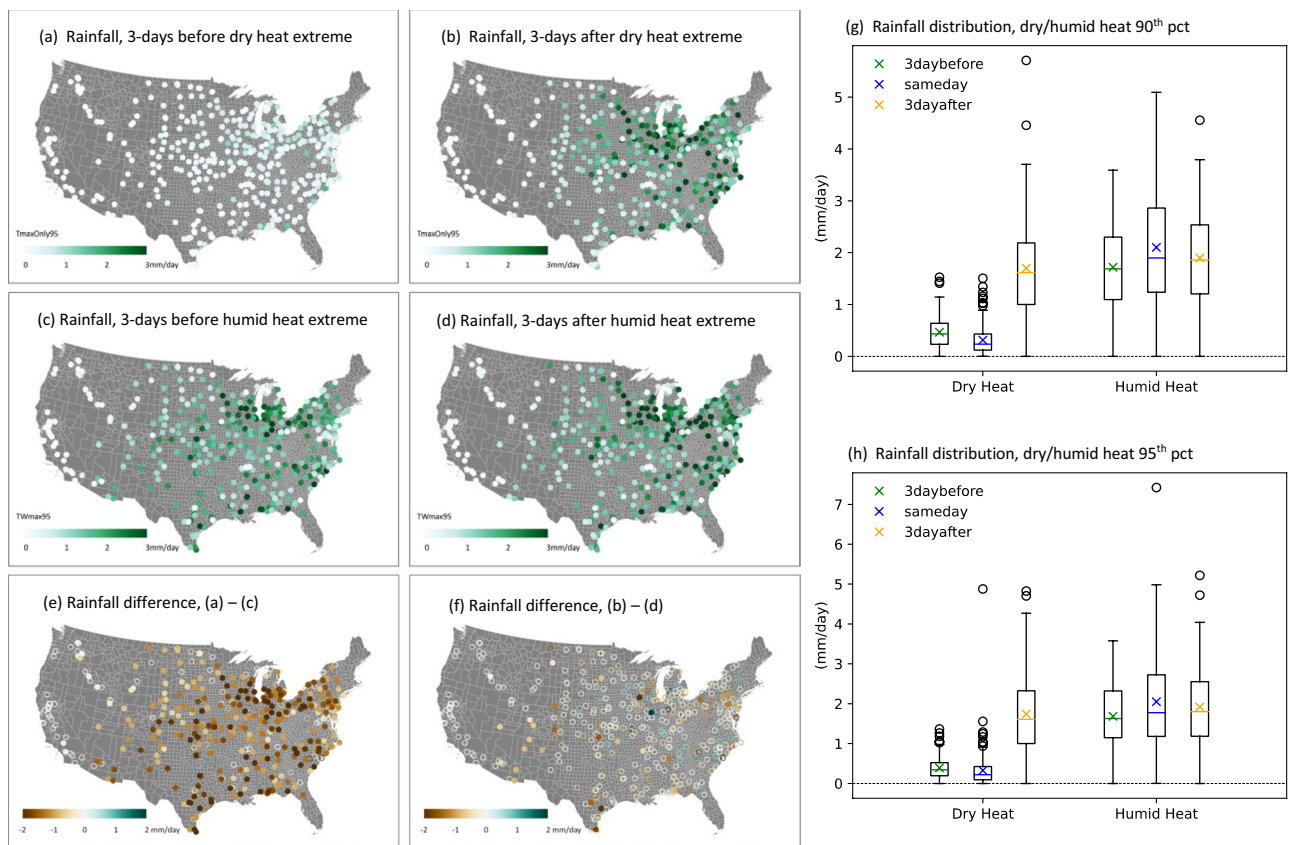 (a) Rainfall, 3-days before dry heat extreme
TmaxOnly95
0 1 2 3mm/day
(b) Rainfall, 3-days after dry heat extreme
TmaxOnly95
0 1 2 3mm/day
(c) Rainfall, 3-days before humid heat extreme
TWmax95
0 1 2 3mm/day
(d) Rainfall, 3-days after humid heat extreme
TWmax95
0 1 2 3mm/day
(e) Rainfall difference, (a) – (c)
-2 -1 0 1 2 mm/day
(f) Rainfall difference, (b) – (d)
-2 -1 0 1 2 mm/day
(g) Rainfall distribution, dry/humid heat 90th pct
3daybefore
sameday
3dayafter
(mm/day)
5
4
3
2
1
0
Dry Heat Humid Heat
(h) Rainfall distribution, dry/humid heat 95th pct
3daybefore
sameday
3dayafter
(mm/day)
7
6
5
4
3
2
1
0
Dry Heat Humid Heat